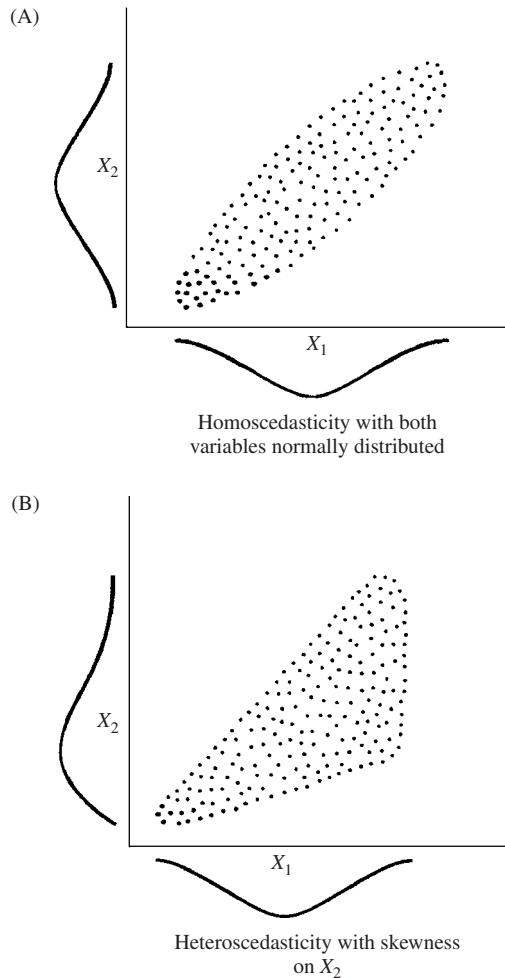 (A)
X2
X1
Homoscedasticity with both
variables normally distributed
(B)
X2
X1
Heteroscedasticity with skewness
on X2